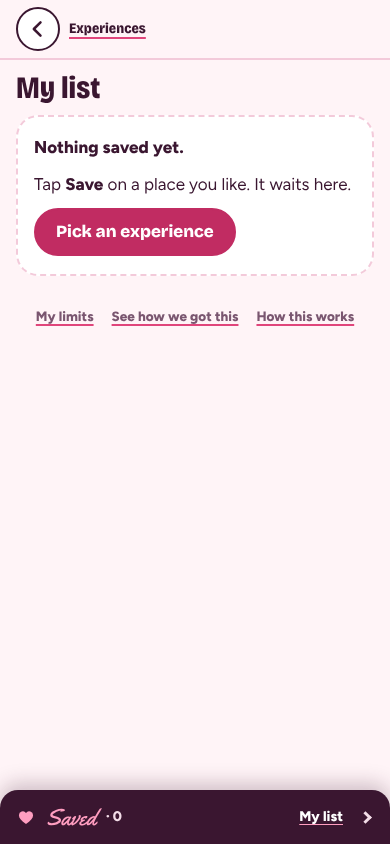 Experiences
My list
Nothing saved yet.
Tap Save on a place you like. It waits here.
Pick an experience
My limits See how we got this How this works
Saved · 0 My list